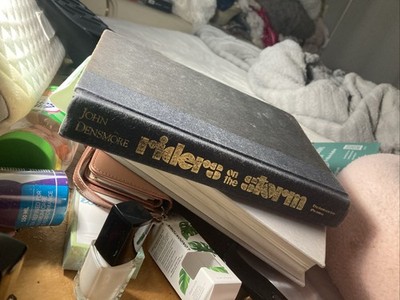 JOHN
DENSMORE
riders on the storm